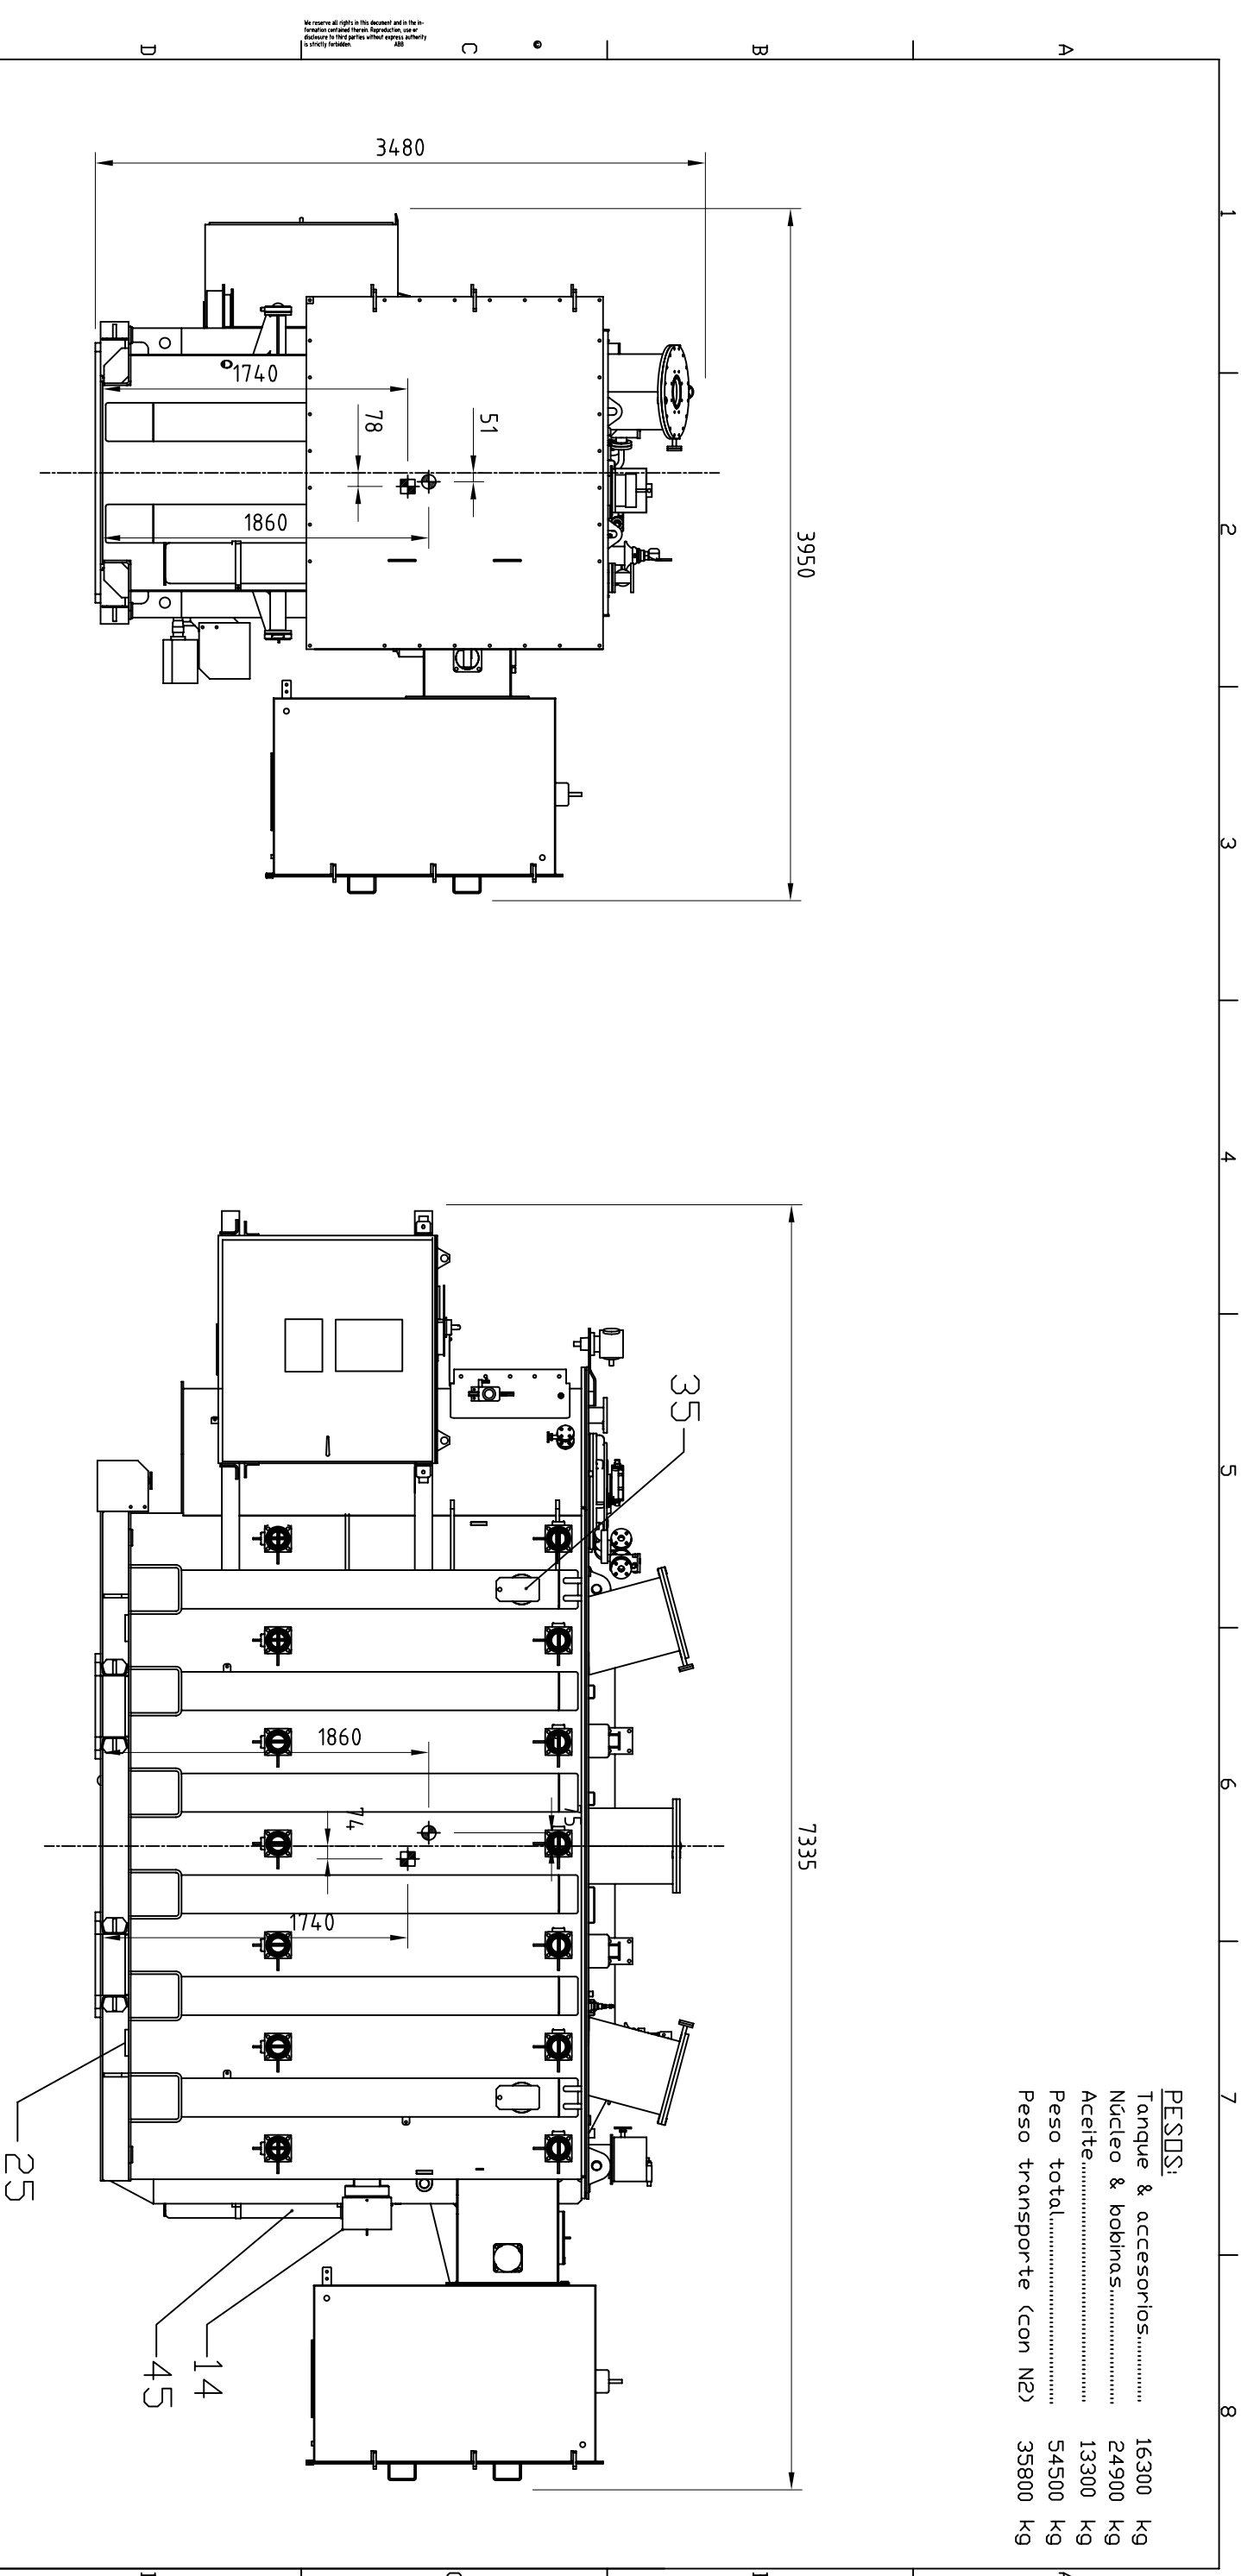 We reserve all rights in this document and in the in-
formation contained therein. Reproduction, use or
disclosure to third parties without express authority
is strictly forbidden. ABB
©
D
C
B
A
1
2
3
4
5
6
7
8
3480
3950
1740
78
51
1860
7335
35
1860
74
75
1740
25
45
14
PESOS:
Tanque & accesorios............... 16300 kg
Núcleo & bobinas.................. 24900 kg
Aceite............................ 13300 kg
Peso total........................ 54500 kg
Peso transporte (con N2) 35800 kg